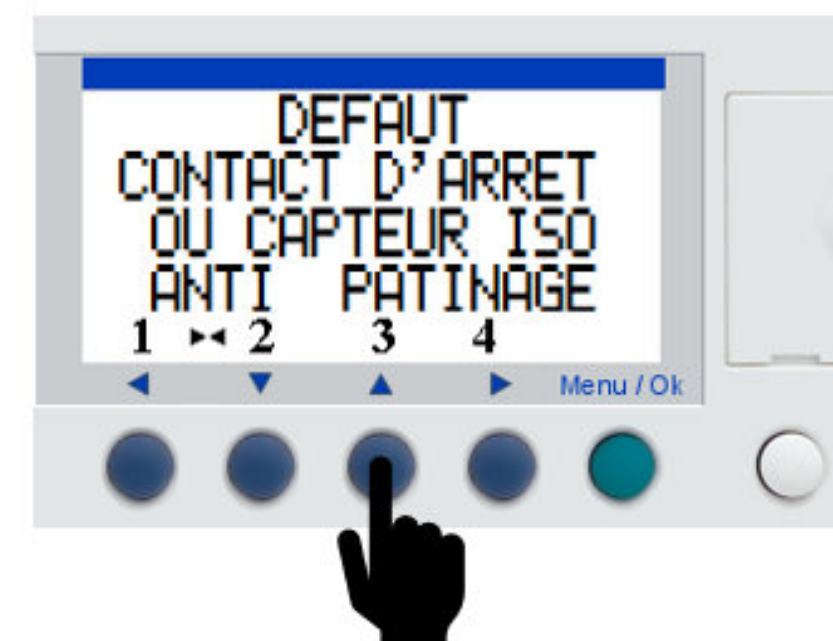 DEFAUT
CONTACT D'ARRET
OU CAPTEUR ISO
ANTI PATINAGE
1 ▸◂ 2 3 4
◀ ▼ ▲ ▶ Menu / Ok